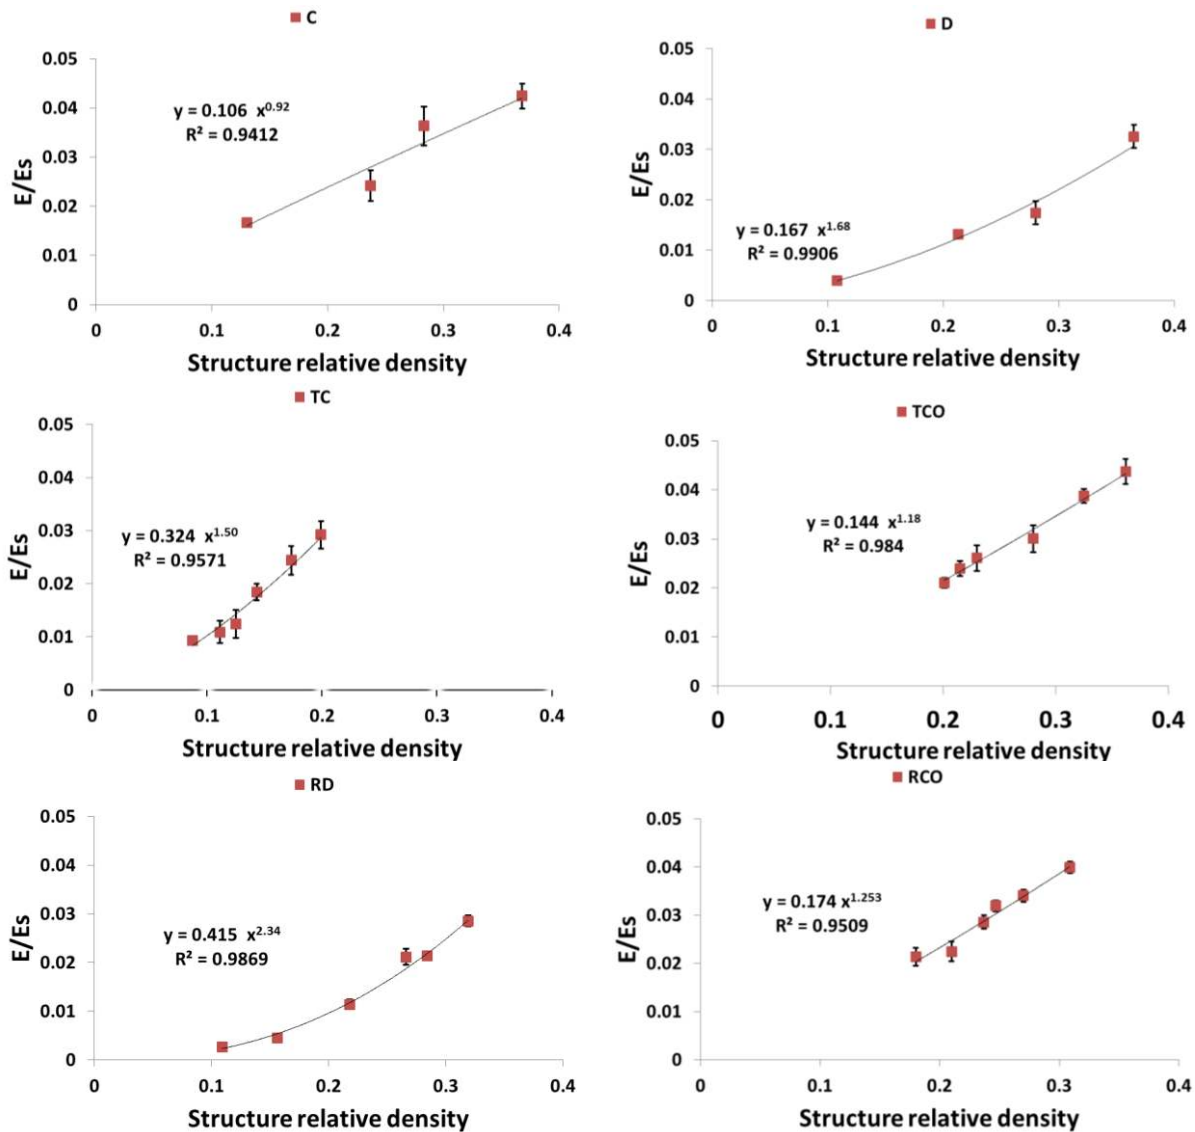 C
0.05
0.04
0.03
0.02
0.01
0
E/Es
y = 0.106 x^0.92
R² = 0.9412
0 0.1 0.2 0.3 0.4
Structure relative density
D
0.05
0.04
0.03
0.02
0.01
0
E/Es
y = 0.167 x^1.68
R² = 0.9906
0 0.1 0.2 0.3 0.4
Structure relative density
TC
0.05
0.04
0.03
0.02
0.01
0
E/Es
y = 0.324 x^1.50
R² = 0.9571
0 0.1 0.2 0.3 0.4
Structure relative density
TCO
0.05
0.04
0.03
0.02
0.01
0
E/Es
y = 0.144 x^1.18
R² = 0.984
0 0.1 0.2 0.3 0.4
Structure relative density
RD
0.05
0.04
0.03
0.02
0.01
0
E/Es
y = 0.415 x^2.34
R² = 0.9869
0 0.1 0.2 0.3 0.4
Structure relative density
RCO
0.05
0.04
0.03
0.02
0.01
0
E/Es
y = 0.174 x^1.253
R² = 0.9509
0 0.1 0.2 0.3 0.4
Structure relative density